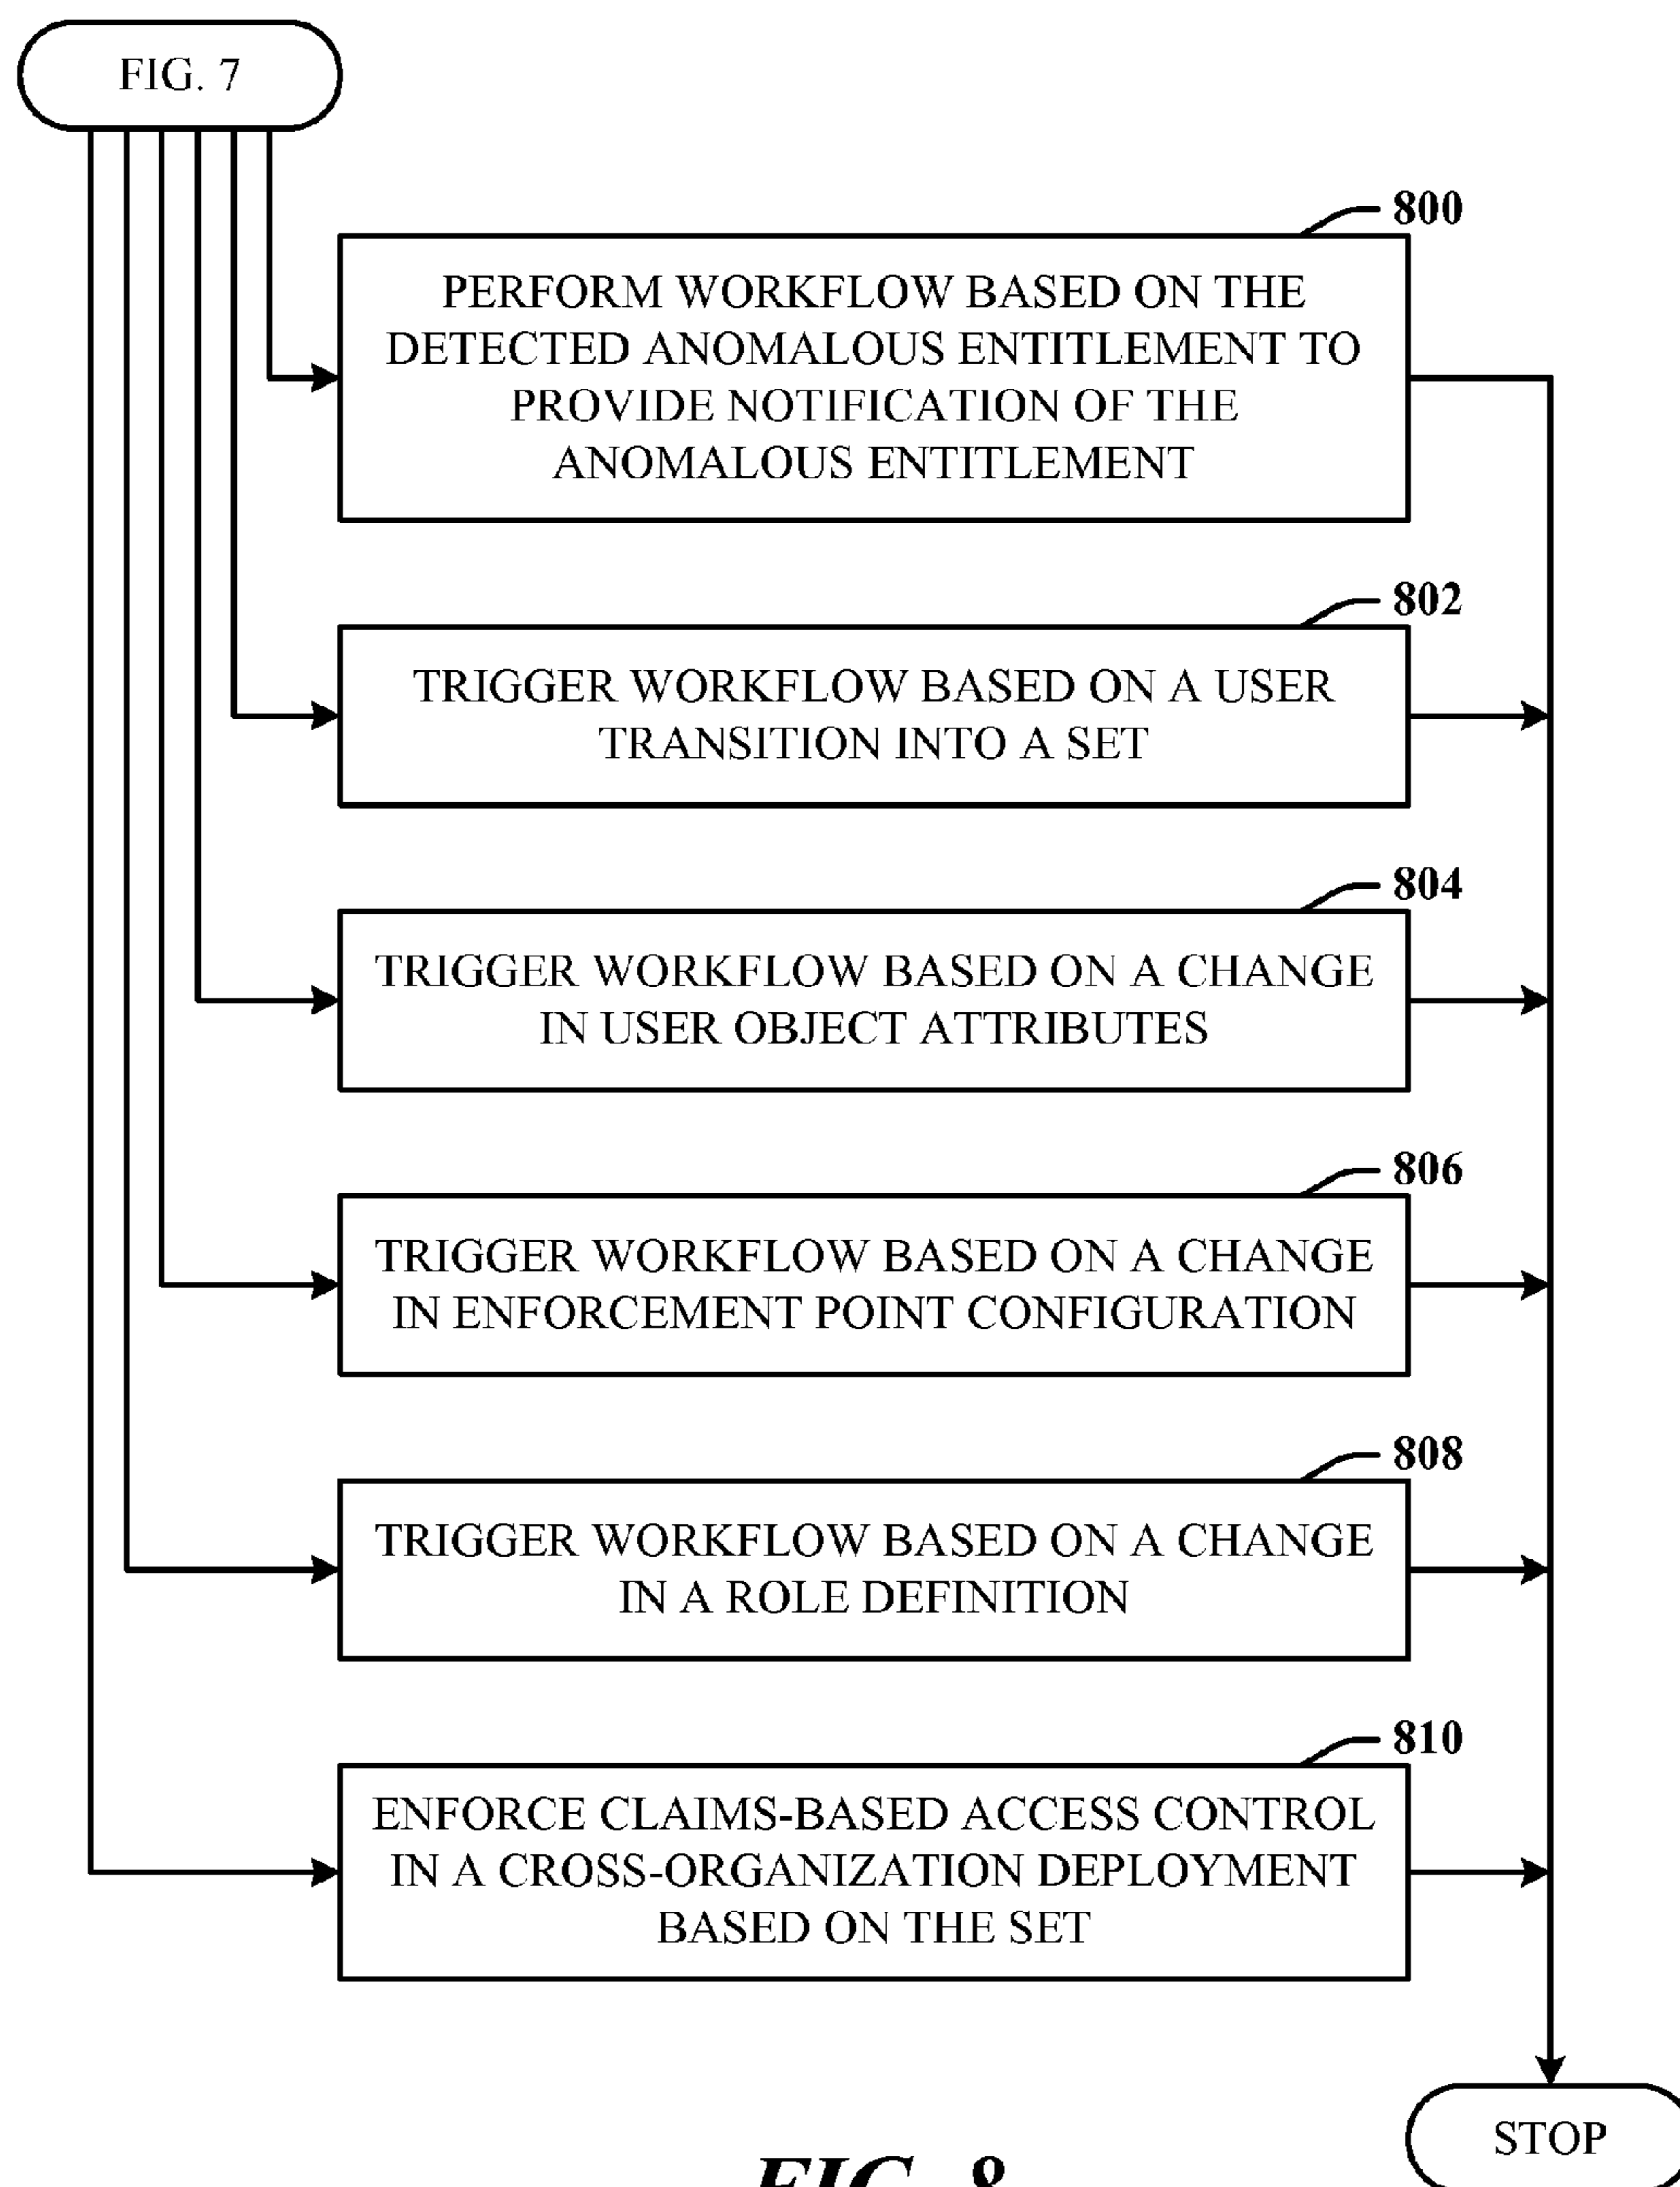 FIG. 7
800
PERFORM WORKFLOW BASED ON THE
DETECTED ANOMALOUS ENTITLEMENT TO
PROVIDE NOTIFICATION OF THE
ANOMALOUS ENTITLEMENT
802
TRIGGER WORKFLOW BASED ON A USER
TRANSITION INTO A SET
804
TRIGGER WORKFLOW BASED ON A CHANGE
IN USER OBJECT ATTRIBUTES
806
TRIGGER WORKFLOW BASED ON A CHANGE
IN ENFORCEMENT POINT CONFIGURATION
808
TRIGGER WORKFLOW BASED ON A CHANGE
IN A ROLE DEFINITION
810
ENFORCE CLAIMS-BASED ACCESS CONTROL
IN A CROSS-ORGANIZATION DEPLOYMENT
BASED ON THE SET
STOP
FIG. 8